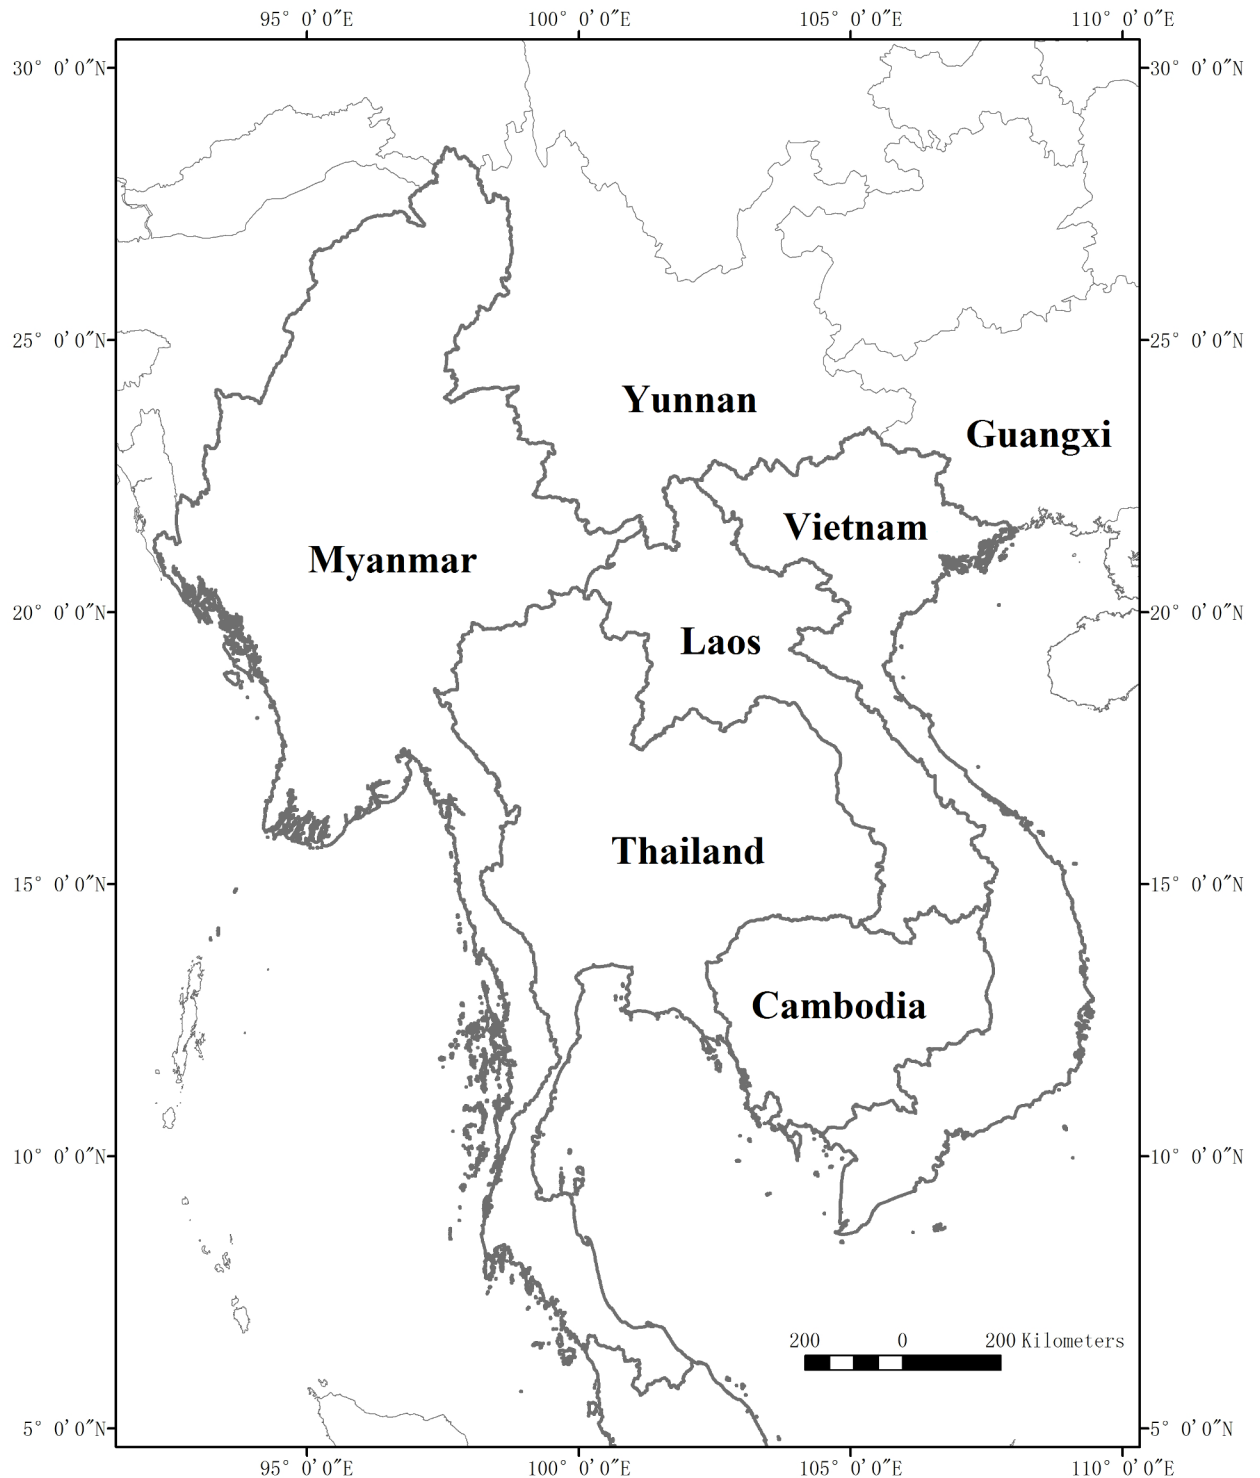 95° 0'0"E 100° 0'0"E 105° 0'0"E 110° 0'0"E
30° 0'0"N 30° 0'0"N
25° 0'0"N 25° 0'0"N
Yunnan
Guangxi
Vietnam
Myanmar
20° 0'0"N 20° 0'0"N
Laos
Thailand
15° 0'0"N 15° 0'0"N
Cambodia
10° 0'0"N 10° 0'0"N
200 0 200 Kilometers
5° 0'0"N 5° 0'0"N
95° 0'0"E 100° 0'0"E 105° 0'0"E 110° 0'0"E